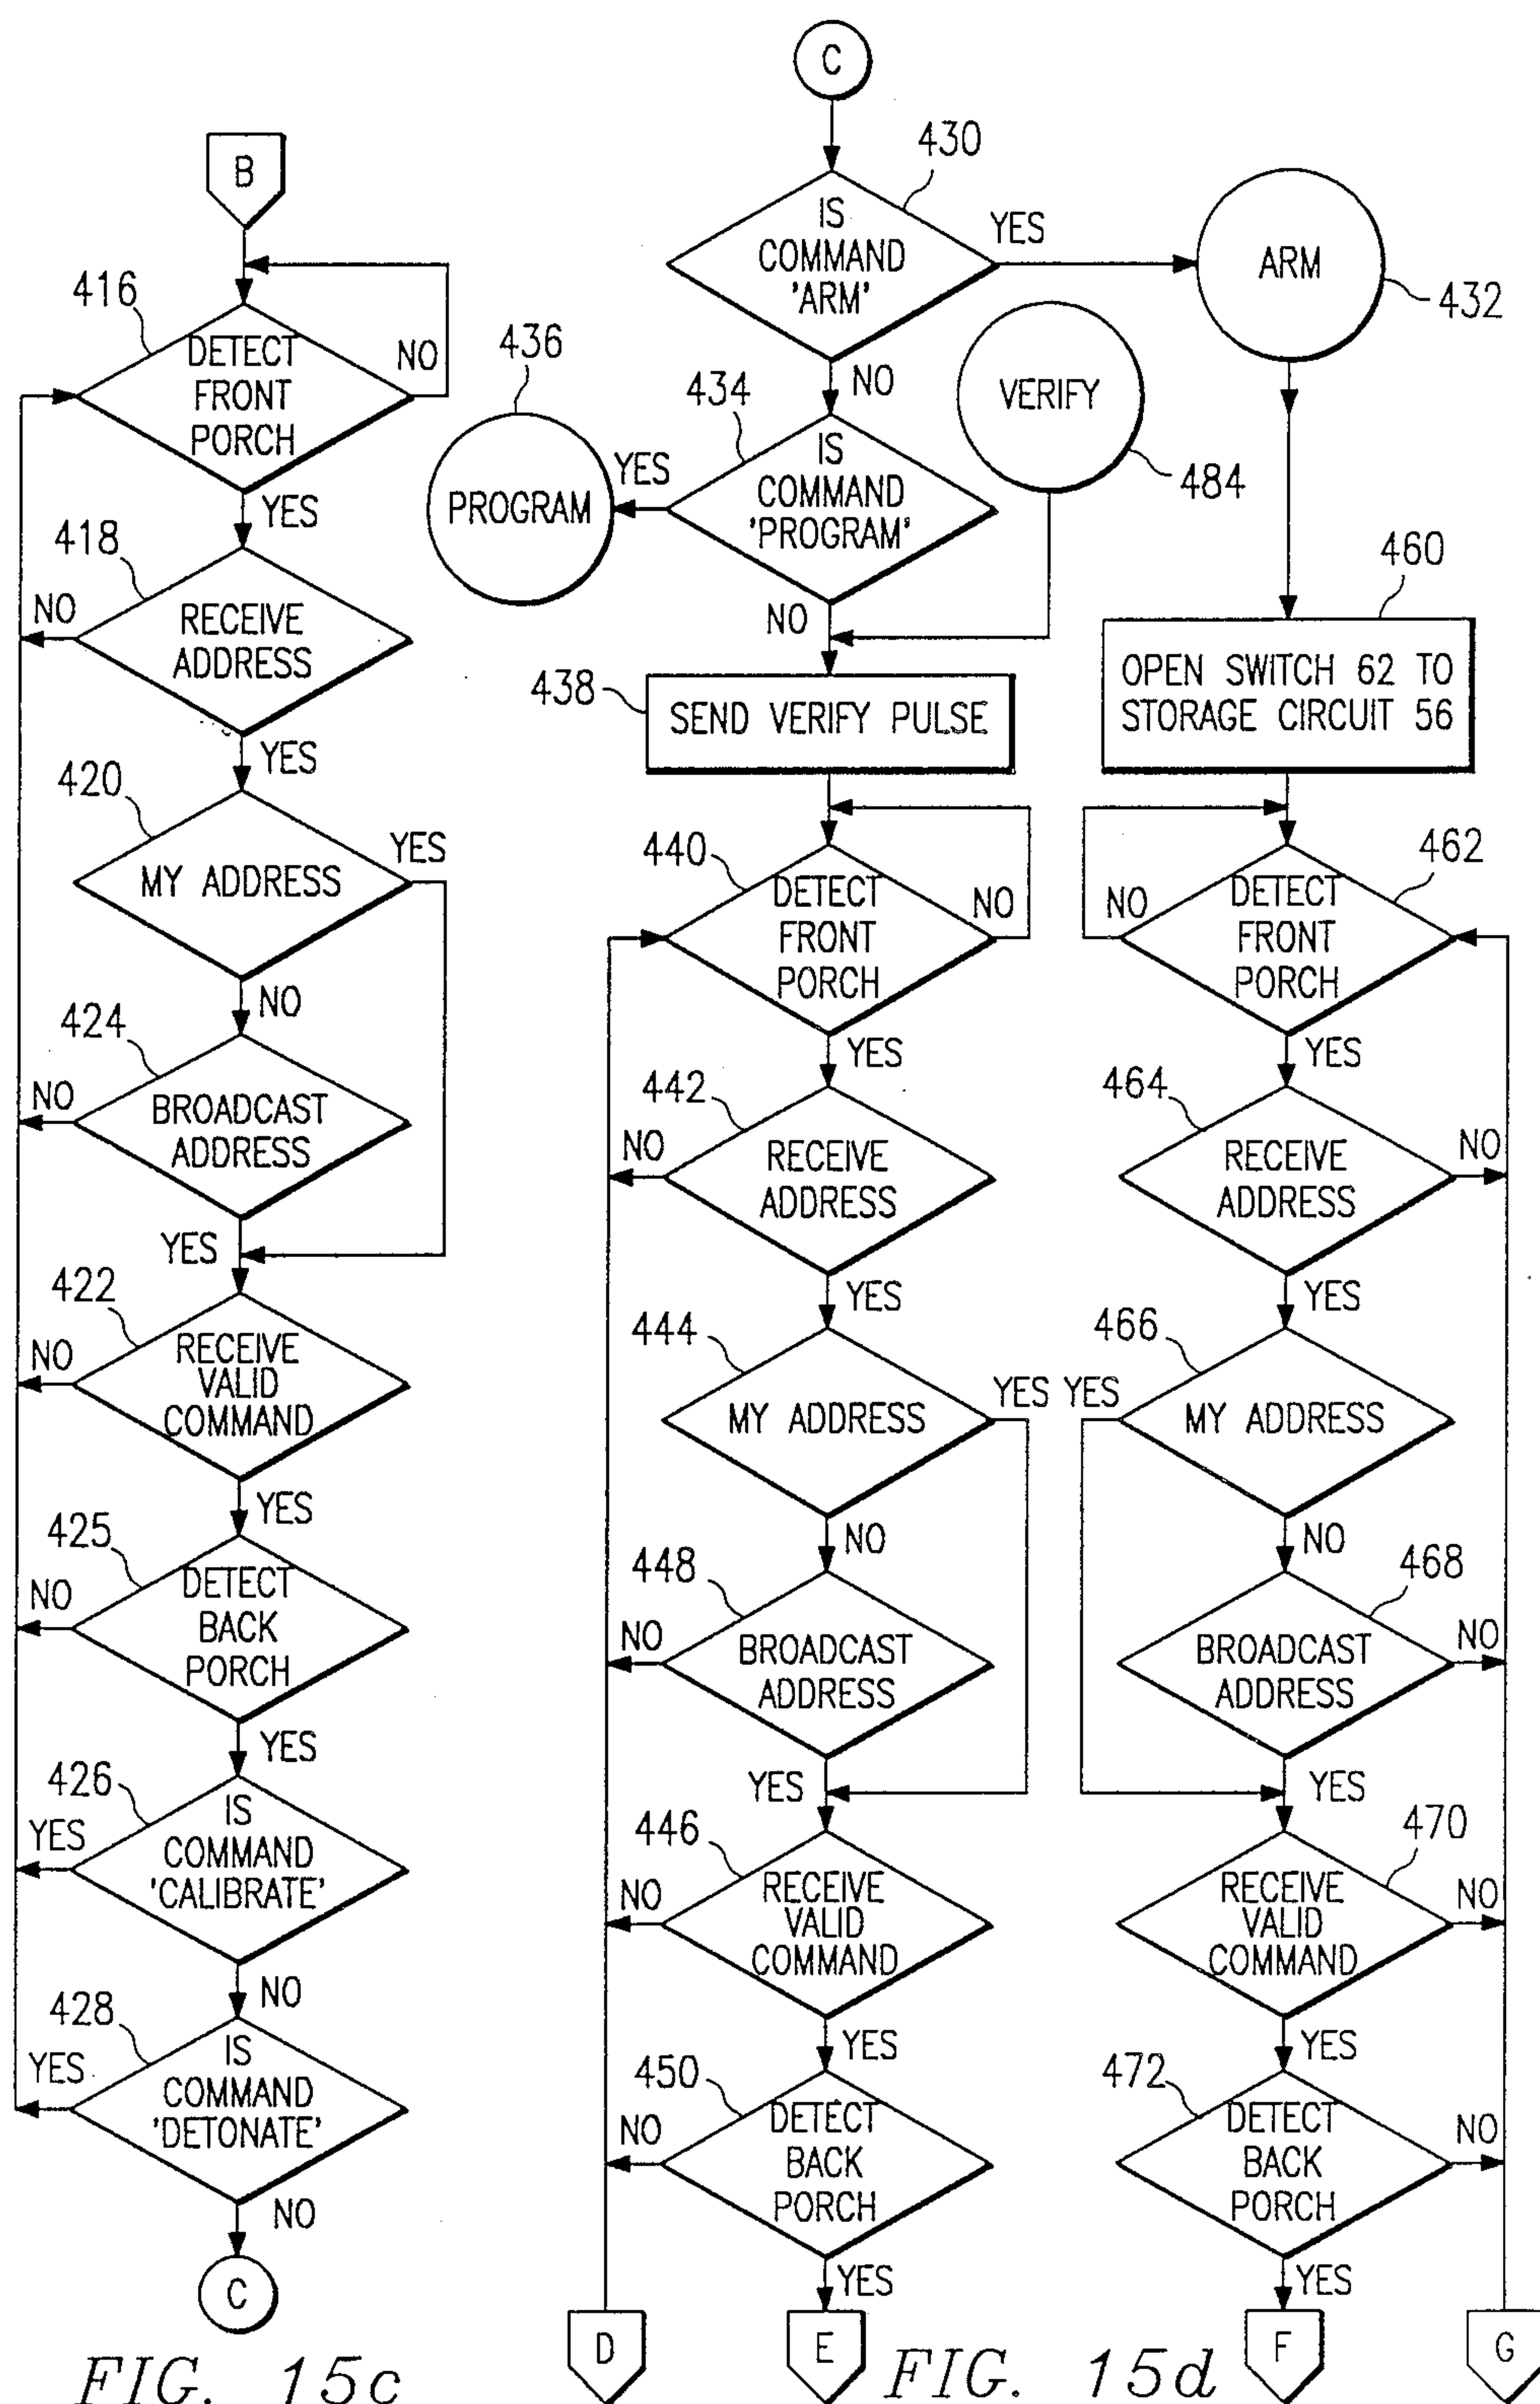 B
416
DETECT
FRONT
PORCH
NO
YES
418
RECEIVE
ADDRESS
NO
YES
420
MY ADDRESS
YES
NO
424
BROADCAST
ADDRESS
NO
YES
422
RECEIVE
VALID
COMMAND
NO
YES
425
DETECT
BACK
PORCH
NO
YES
426
IS
COMMAND
'CALIBRATE'
YES
NO
428
IS
COMMAND
'DETONATE'
YES
NO
C
FIG. 15c
C
430
IS
COMMAND
'ARM'
YES
ARM
432
NO
434
IS
COMMAND
'PROGRAM'
YES
436
PROGRAM
VERIFY
484
NO
438
SEND VERIFY PULSE
440
DETECT
FRONT
PORCH
NO
YES
442
RECEIVE
ADDRESS
NO
YES
444
MY ADDRESS
YES
NO
448
BROADCAST
ADDRESS
NO
YES
446
RECEIVE
VALID
COMMAND
NO
YES
450
DETECT
BACK
PORCH
NO
YES
D
E
460
OPEN SWITCH 62 TO
STORAGE CIRCUIT 56
462
DETECT
FRONT
PORCH
NO
YES
464
RECEIVE
ADDRESS
NO
YES
466
MY ADDRESS
YES
NO
468
BROADCAST
ADDRESS
NO
YES
470
RECEIVE
VALID
COMMAND
NO
YES
472
DETECT
BACK
PORCH
NO
YES
F
G
FIG. 15d